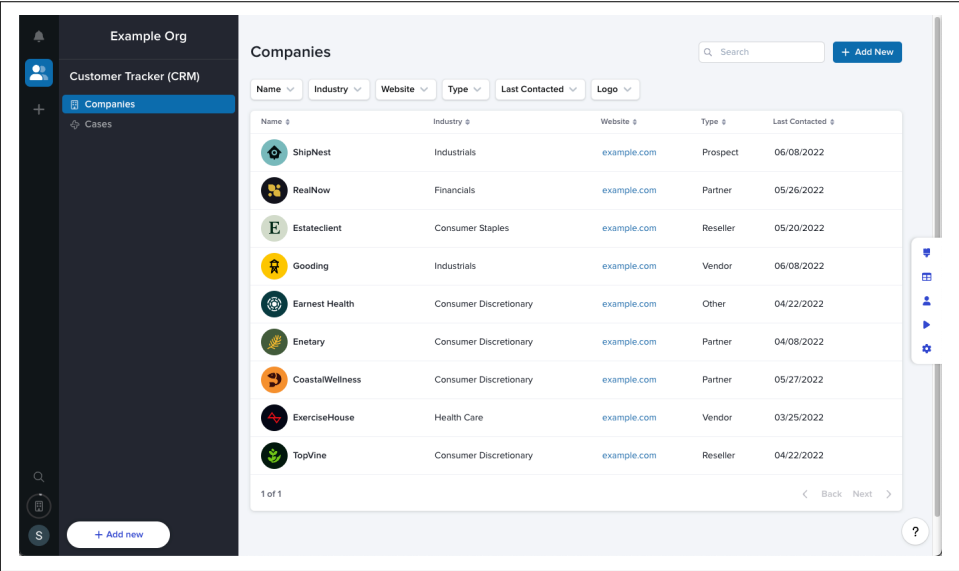 Example Org
Customer Tracker (CRM)
Companies
Cases
Companies
Search
+ Add New
Name Industry Website Type Last Contacted Logo
Name Industry Website Type Last Contacted
ShipNest Industrials example.com Prospect 06/08/2022
RealNow Financials example.com Partner 05/26/2022
E Estateclient Consumer Staples example.com Reseller 05/20/2022
Gooding Industrials example.com Vendor 06/08/2022
Earnest Health Consumer Discretionary example.com Other 04/22/2022
Enetary Consumer Discretionary example.com Partner 04/08/2022
CoastalWellness Consumer Discretionary example.com Partner 05/27/2022
ExerciseHouse Health Care example.com Vendor 03/25/2022
TopVine Consumer Discretionary example.com Reseller 04/22/2022
1 of 1 Back Next
S
+ Add new
?